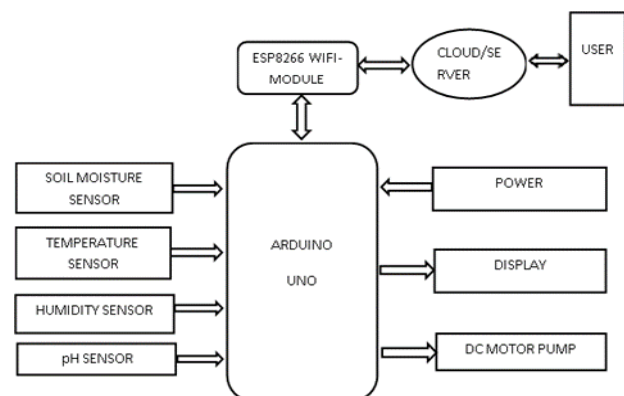 ESP8266 WIFI-
MODULE
CLOUD/SE
RVER
USER
SOIL MOISTURE
SENSOR
TEMPERATURE
SENSOR
HUMIDITY SENSOR
pH SENSOR
ARDUINO
UNO
POWER
DISPLAY
DC MOTOR PUMP